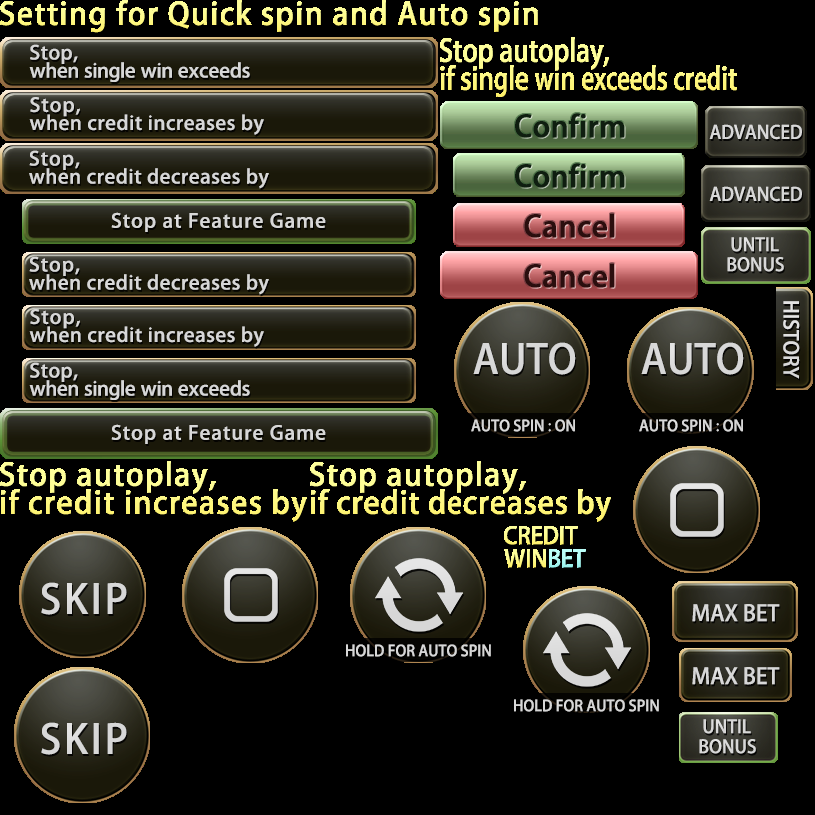 Setting for Quick spin and Auto spin
Stop,
when single win exceeds
Stop,
when credit increases by
Stop,
when credit decreases by
Stop at Feature Game
Stop,
when credit decreases by
Stop,
when credit increases by
Stop,
when single win exceeds
Stop at Feature Game
Stop autoplay,
if single win exceeds credit
Confirm
Confirm
Cancel
Cancel
ADVANCED
ADVANCED
UNTIL
BONUS
HISTORY
AUTO
AUTO SPIN : ON
AUTO
AUTO SPIN : ON
Stop autoplay,
if credit increases by
Stop autoplay,
if credit decreases by
CREDIT
WIN
BET
SKIP
HOLD FOR AUTO SPIN
HOLD FOR AUTO SPIN
MAX BET
MAX BET
UNTIL
BONUS
SKIP